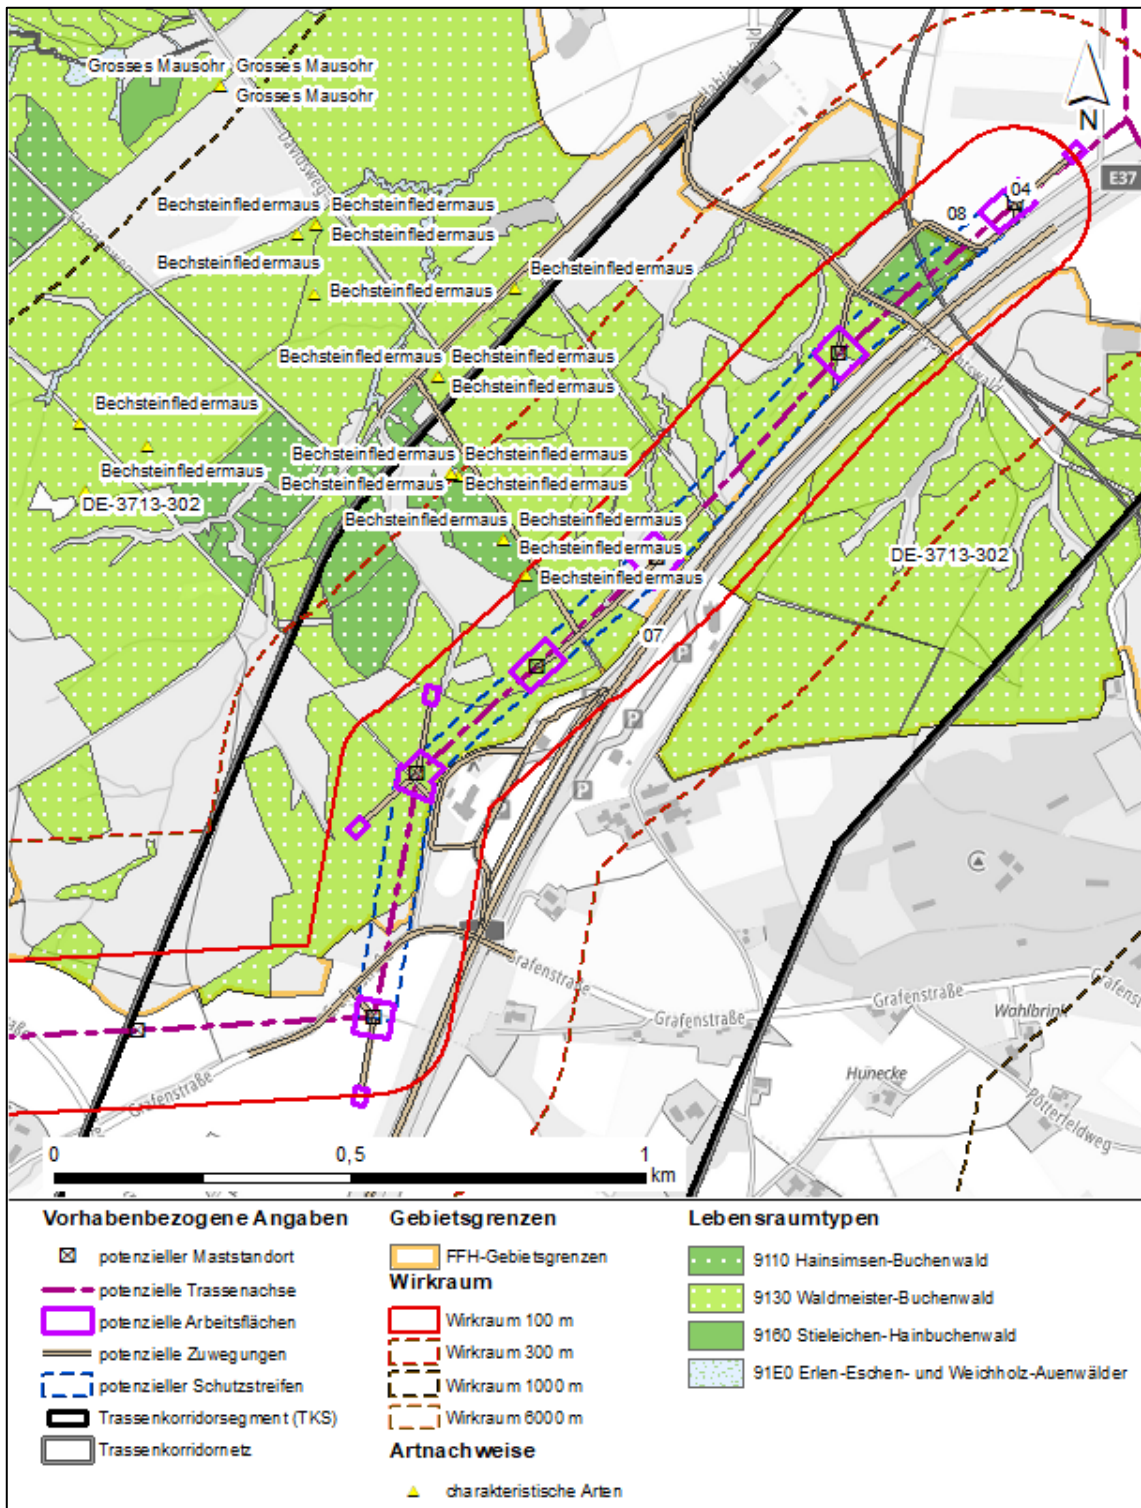 Grosses Mausohr Grosses Mausohr
Grosses Mausohr
Davidsweg
N
E37
04
08
Bechsteinfledermaus Bechsteinfledermaus
Bechsteinfledermaus
Bechsteinfledermaus
Bechsteinfledermaus
Bechsteinfledermaus
Bechsteinfledermaus Bechsteinfledermaus
Bechsteinfledermaus
Bechsteinfledermaus
Bechsteinfledermaus
Bechsteinfledermaus Bechsteinfledermaus
Bechsteinfledermaus Bechsteinfledermaus
DE-3713-302
Bechsteinfledermaus Bechsteinfledermaus
Bechsteinfledermaus
Bechsteinfledermaus
DE-3713-302
07
P
P
P
P
Grafenstraße
Grafenstraße
Grafenstraße
Grafenstraße
Wahlbrink
Hunecke
Potterfeldweg
0 0,5 1
km
Vorhabenbezogene Angaben
potenzieller Maststandort
potenzielle Trassenachse
potenzielle Arbeitsflächen
potenzielle Zuwegungen
potenzieller Schutzstreifen
Trassenkorridorsegment (TKS)
Trassenkorridornetz
Gebietsgrenzen
FFH-Gebietsgrenzen
Wirkraum
Wirkraum 100 m
Wirkraum 300 m
Wirkraum 1000 m
Wirkraum 6000 m
Artnachweise
charakteristische Arten
Lebensraumtypen
9110 Hainsimsen-Buchenwald
9130 Waldmeister-Buchenwald
9160 Stieleichen-Hainbuchenwald
91E0 Erlen-Eschen- und Weichholz-Auenwälder